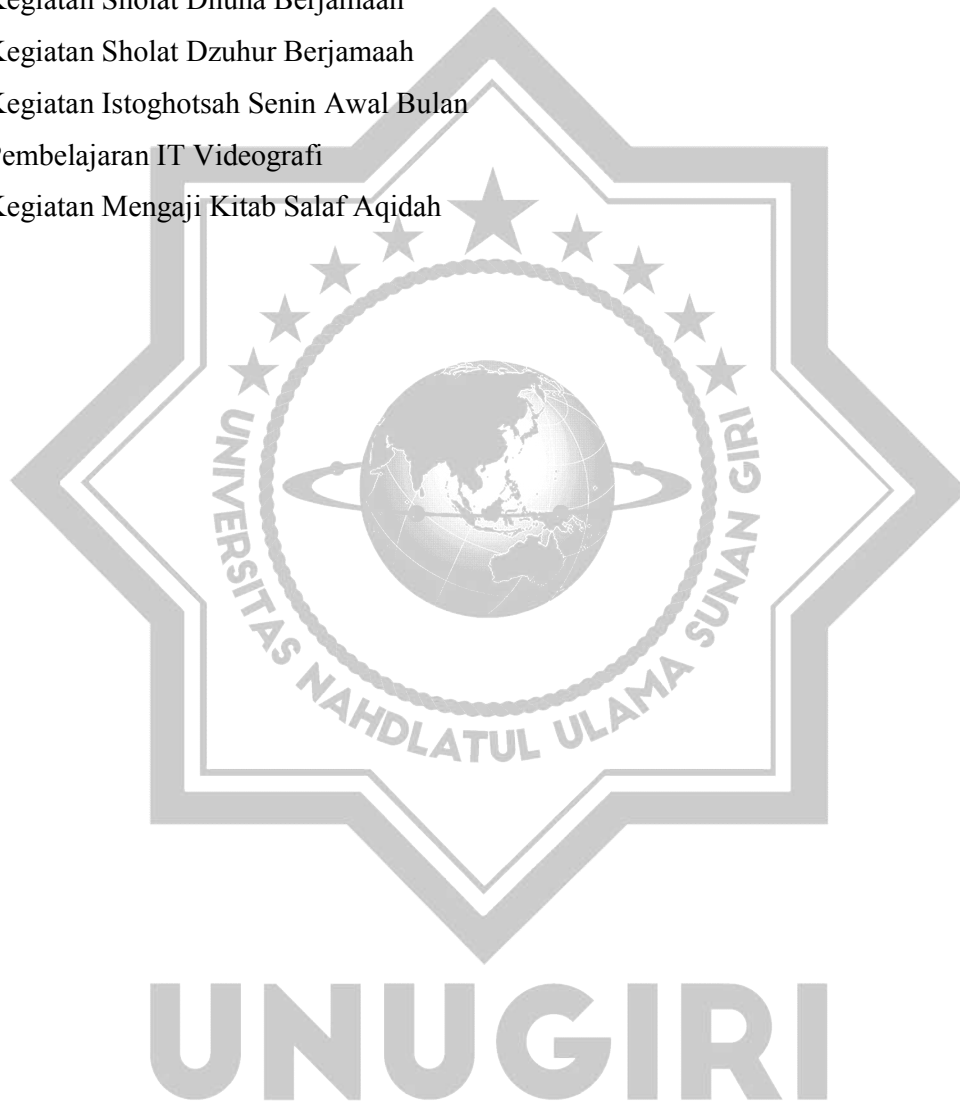 Kegiatan Sholat Dhuha Berjamaah
Kegiatan Sholat Dzuhur Berjamaah
Kegiatan Istoghotsah Senin Awal Bulan
Pembelajaran IT Videografi
Kegiatan Mengaji Kitab Salaf Aqidah
UNIVERSITAS NAHDLATUL ULAMA SUNAN GIRI
UNUGIRI